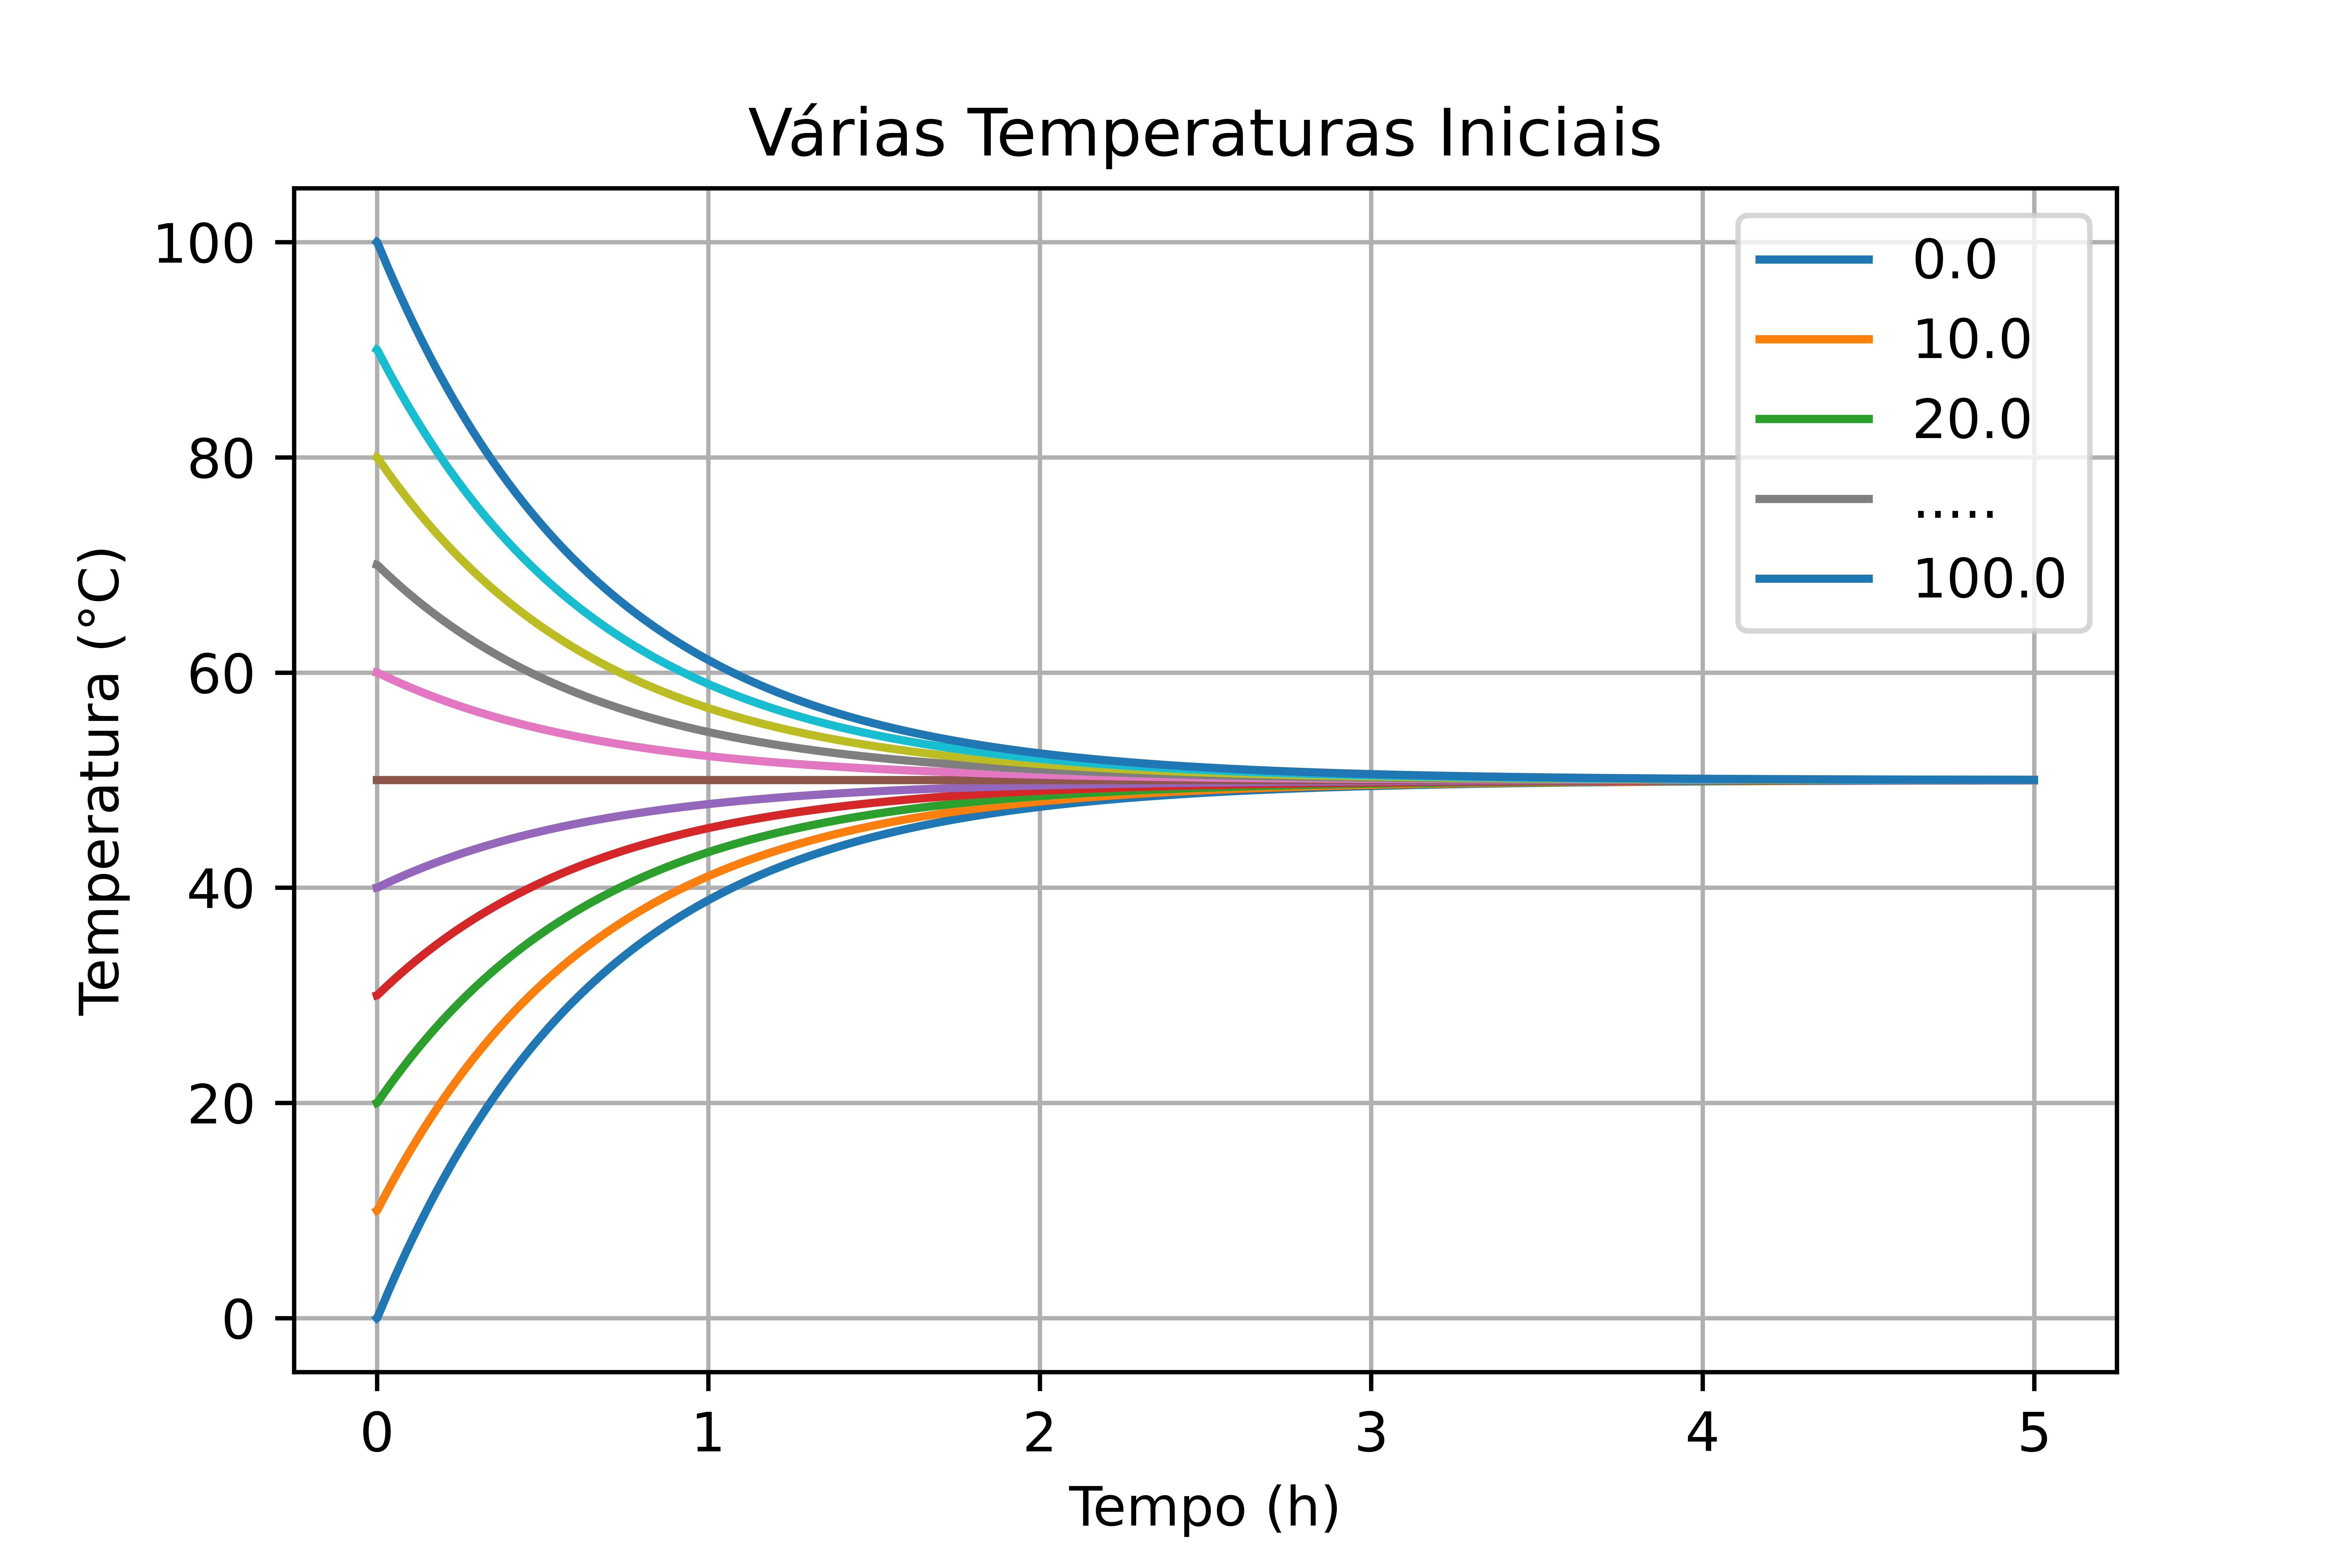 Várias Temperaturas Iniciais
100
80
60
40
20
0
Temperatura (°C)
0.0
10.0
20.0
.....
100.0
0 1 2 3 4 5
Tempo (h)